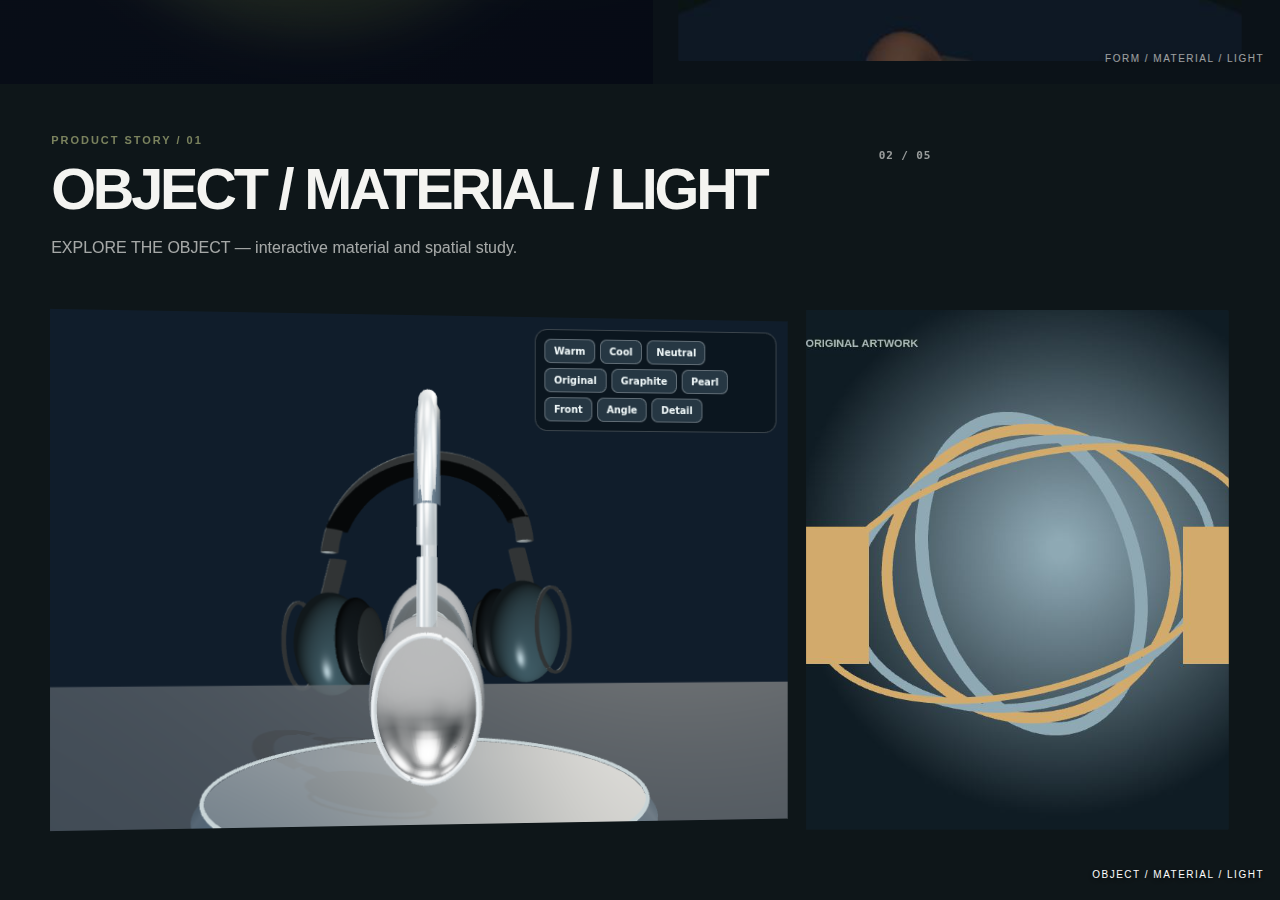 FORM / MATERIAL / LIGHT
PRODUCT STORY / 01
02 / 05
OBJECT / MATERIAL / LIGHT
EXPLORE THE OBJECT — interactive material and spatial study.
Warm Cool Neutral
Original Graphite Pearl
Front Angle Detail
ORIGINAL ARTWORK
OBJECT / MATERIAL / LIGHT